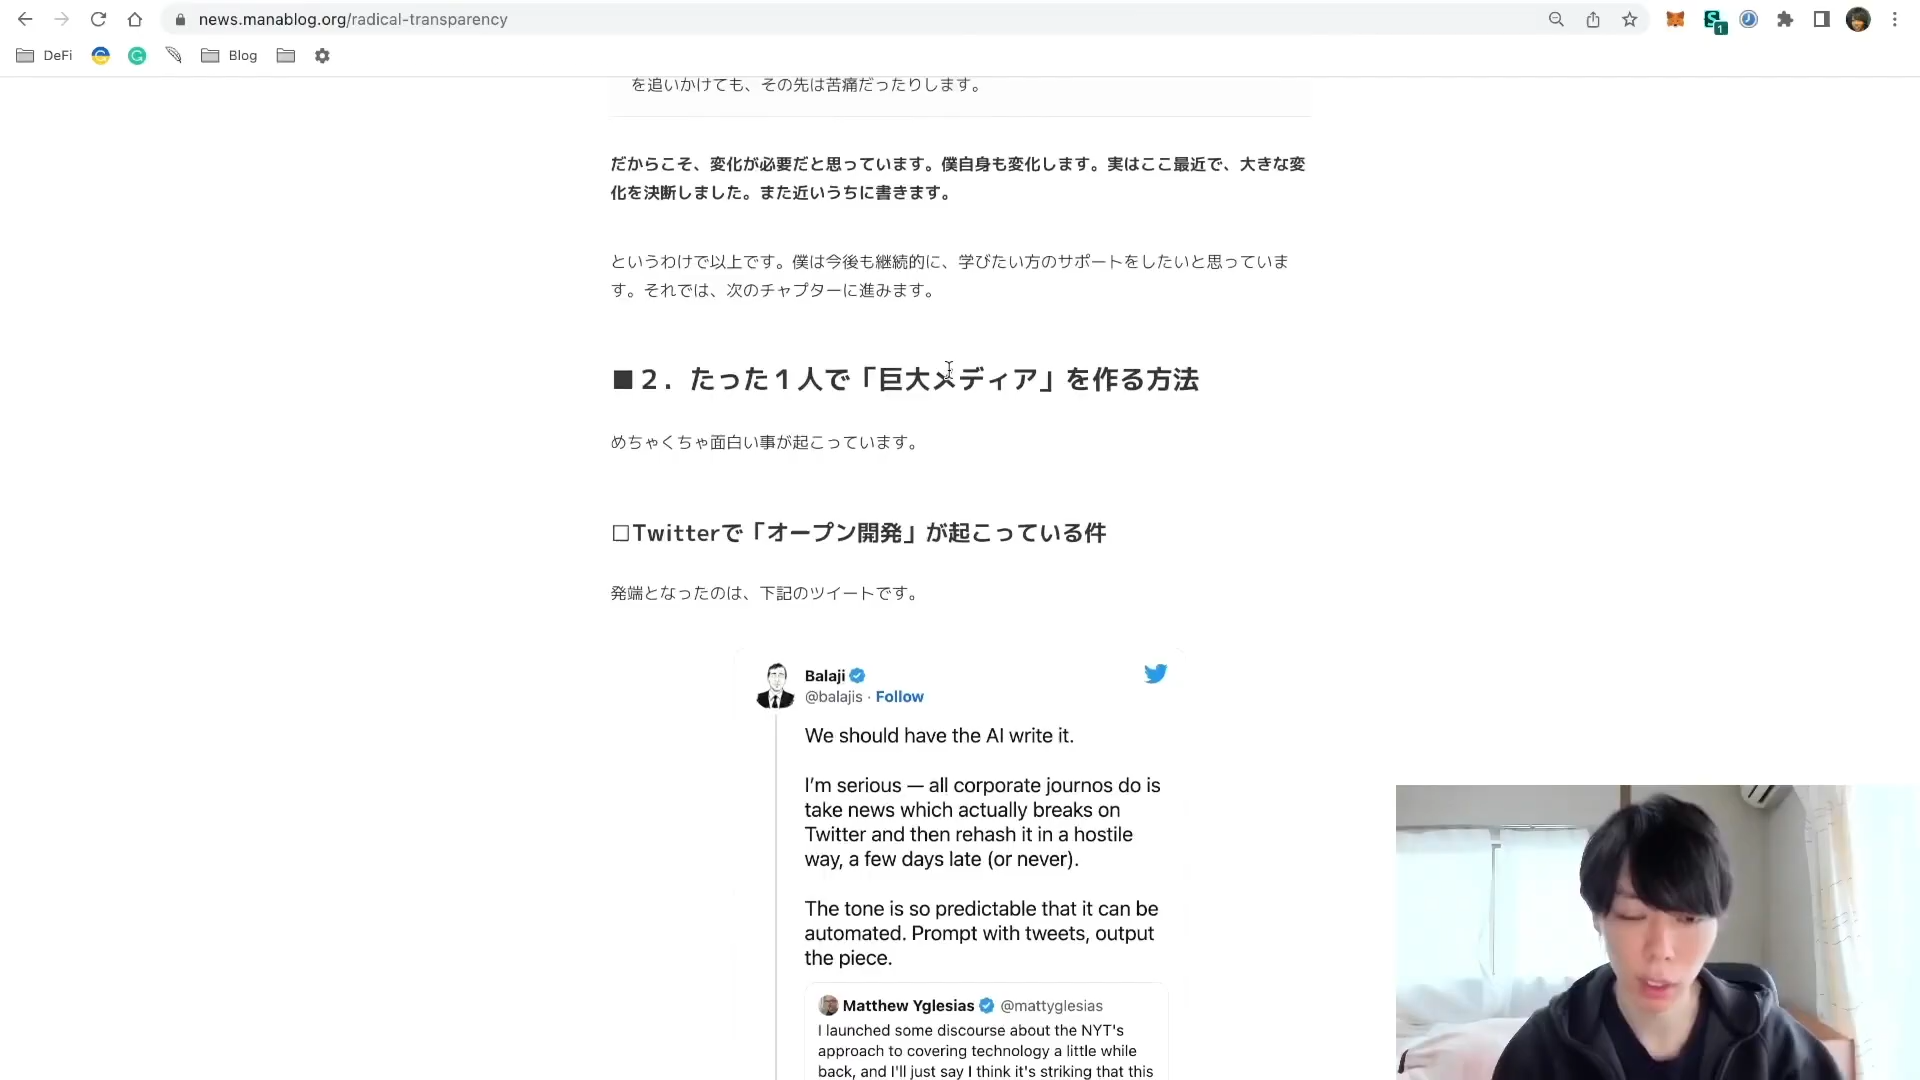 news.manablog.org/radical-transparency
1
DeFi
Blog
を追いかけても、その先は苦痛だったりします。
だからこそ、変化が必要だと思っています。僕自身も変化します。実はここ最近で、大きな変
化を決断しました。また近いうちに書きます。
というわけで以上です。僕は今後も継続的に、学びたい方のサポートをしたいと思っていま
す。それでは、次のチャプターに進みます。
■２．たった１人で「巨大メディア」を作る方法
めちゃくちゃ面白い事が起こっています。
□Twitterで「オープン開発」が起こっている件
発端となったのは、下記のツイートです。
Balaji
@balajis · Follow
We should have the AI write it.
I'm serious — all corporate journos do is
take news which actually breaks on
Twitter and then rehash it in a hostile
way, a few days late (or never).
The tone is so predictable that it can be
automated. Prompt with tweets, output
the piece.
Matthew Yglesias @mattyglesias
I launched some discourse about the NYT's
approach to covering technology a little while
back, and I'll just say I think it's striking that this